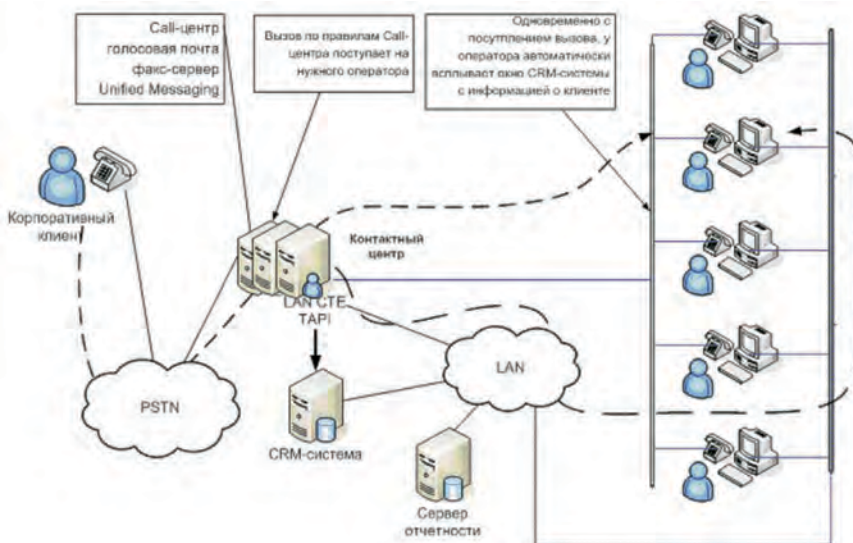 Call-центр
голосовая почта
факс-сервер
Unified Messaging
Вызов по правилам Call-
центра поступает на
нужного оператора
Одновременно с
посутплением вызова, у
оператора автоматически
всплывает окно CRM-системы
с информацией о клиенте
Корпоративный
клиент
Контактный
центр
LAN CTE
TAPI
LAN
PSTN
CRM-система
Сервер
отчетности